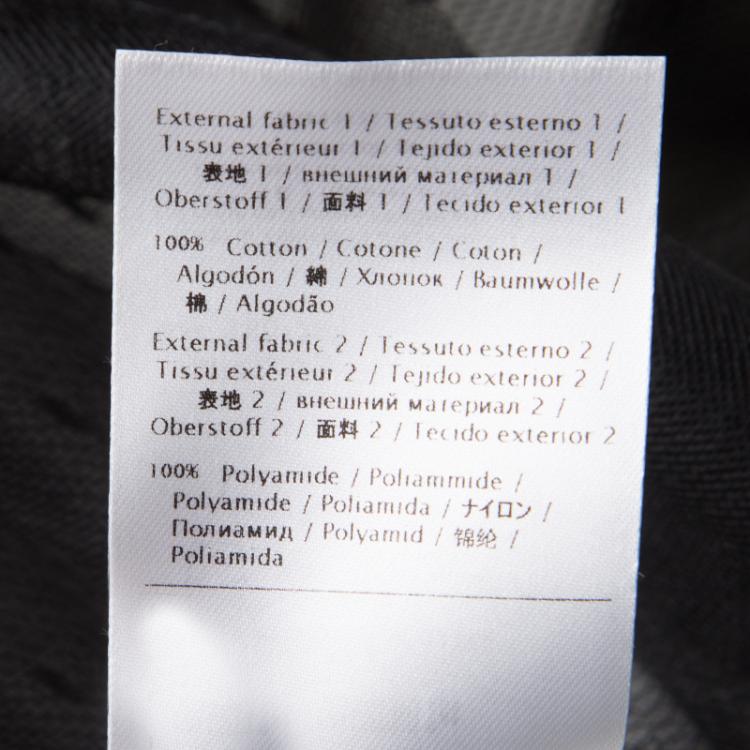 External fabric 1 / Tessuto esterno 1 /
Tissu extérieur 1 / Tejido exterior 1 /
表地 1 / внешний материал 1 /
Oberstoff 1 / 面料 1 / Tecido exterior 1
100% Cotton / Cotone / Coton /
Algodón / 綿 / Хлопок / Baumwolle /
棉 / Algodão
External fabric 2 / Tessuto esterno 2 /
Tissu extérieur 2 / Tejido exterior 2 /
表地 2 / внешний материал 2 /
Oberstoff 2 / 面料 2 / Tecido exterior 2
100% Polyamide / Poliammide /
Polyamide / Poliamida / ナイロン /
Полиамид / Polyamid / 锦纶 /
Poliamida